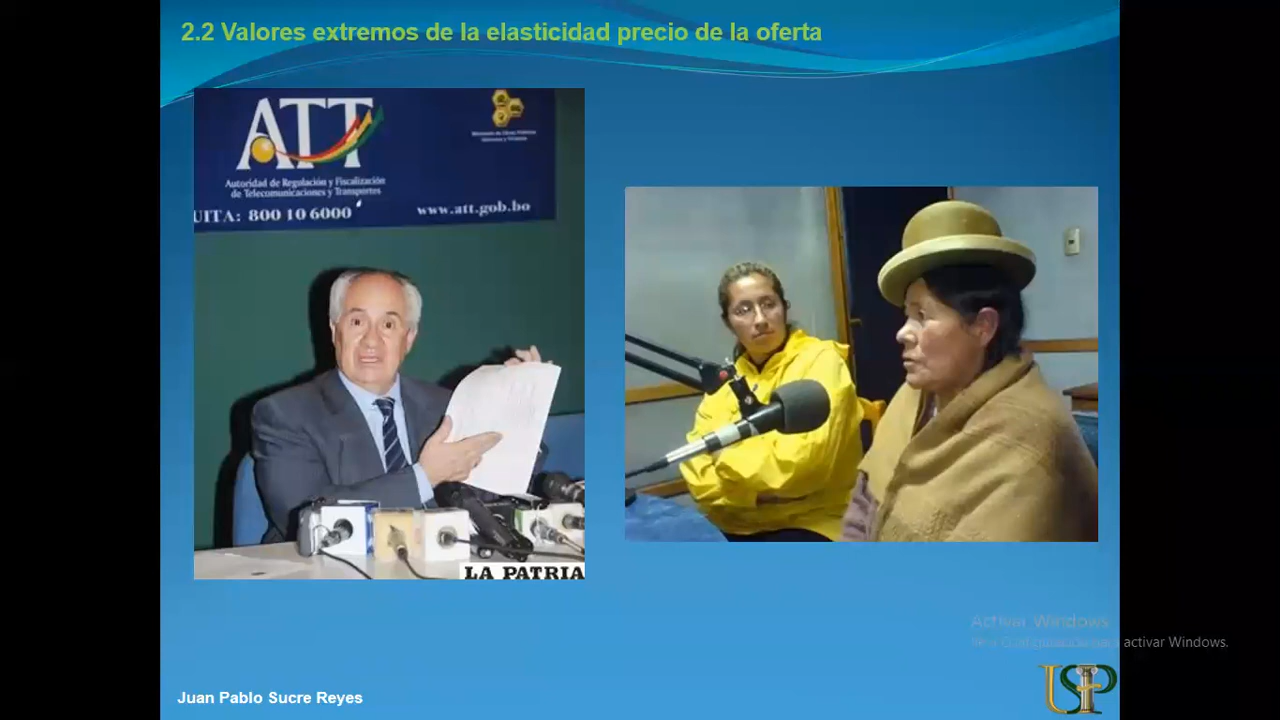 2.2 Valores extremos de la elasticidad precio de la oferta
ATT
Autoridad de Regulación y Fiscalización
de Telecomunicaciones y Transportes
UITA: 800 10 6000
www.att.gob.bo
LA PATRIA
Activar Windows
activar Windows.
Juan Pablo Sucre Reyes
USP